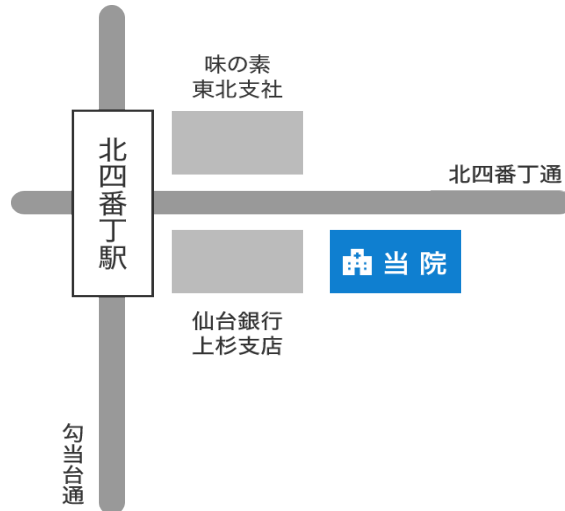 味の素
東北支社
北四番丁駅
北四番丁通
当院
仙台銀行
上杉支店
勾当台通